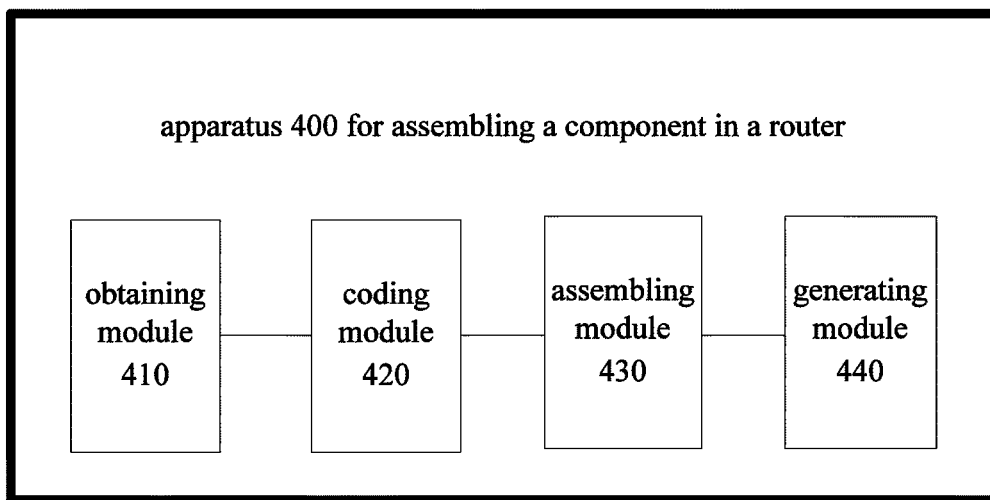 apparatus 400 for assembling a component in a router
obtaining
module
410
coding
module
420
assembling
module
430
generating
module
440